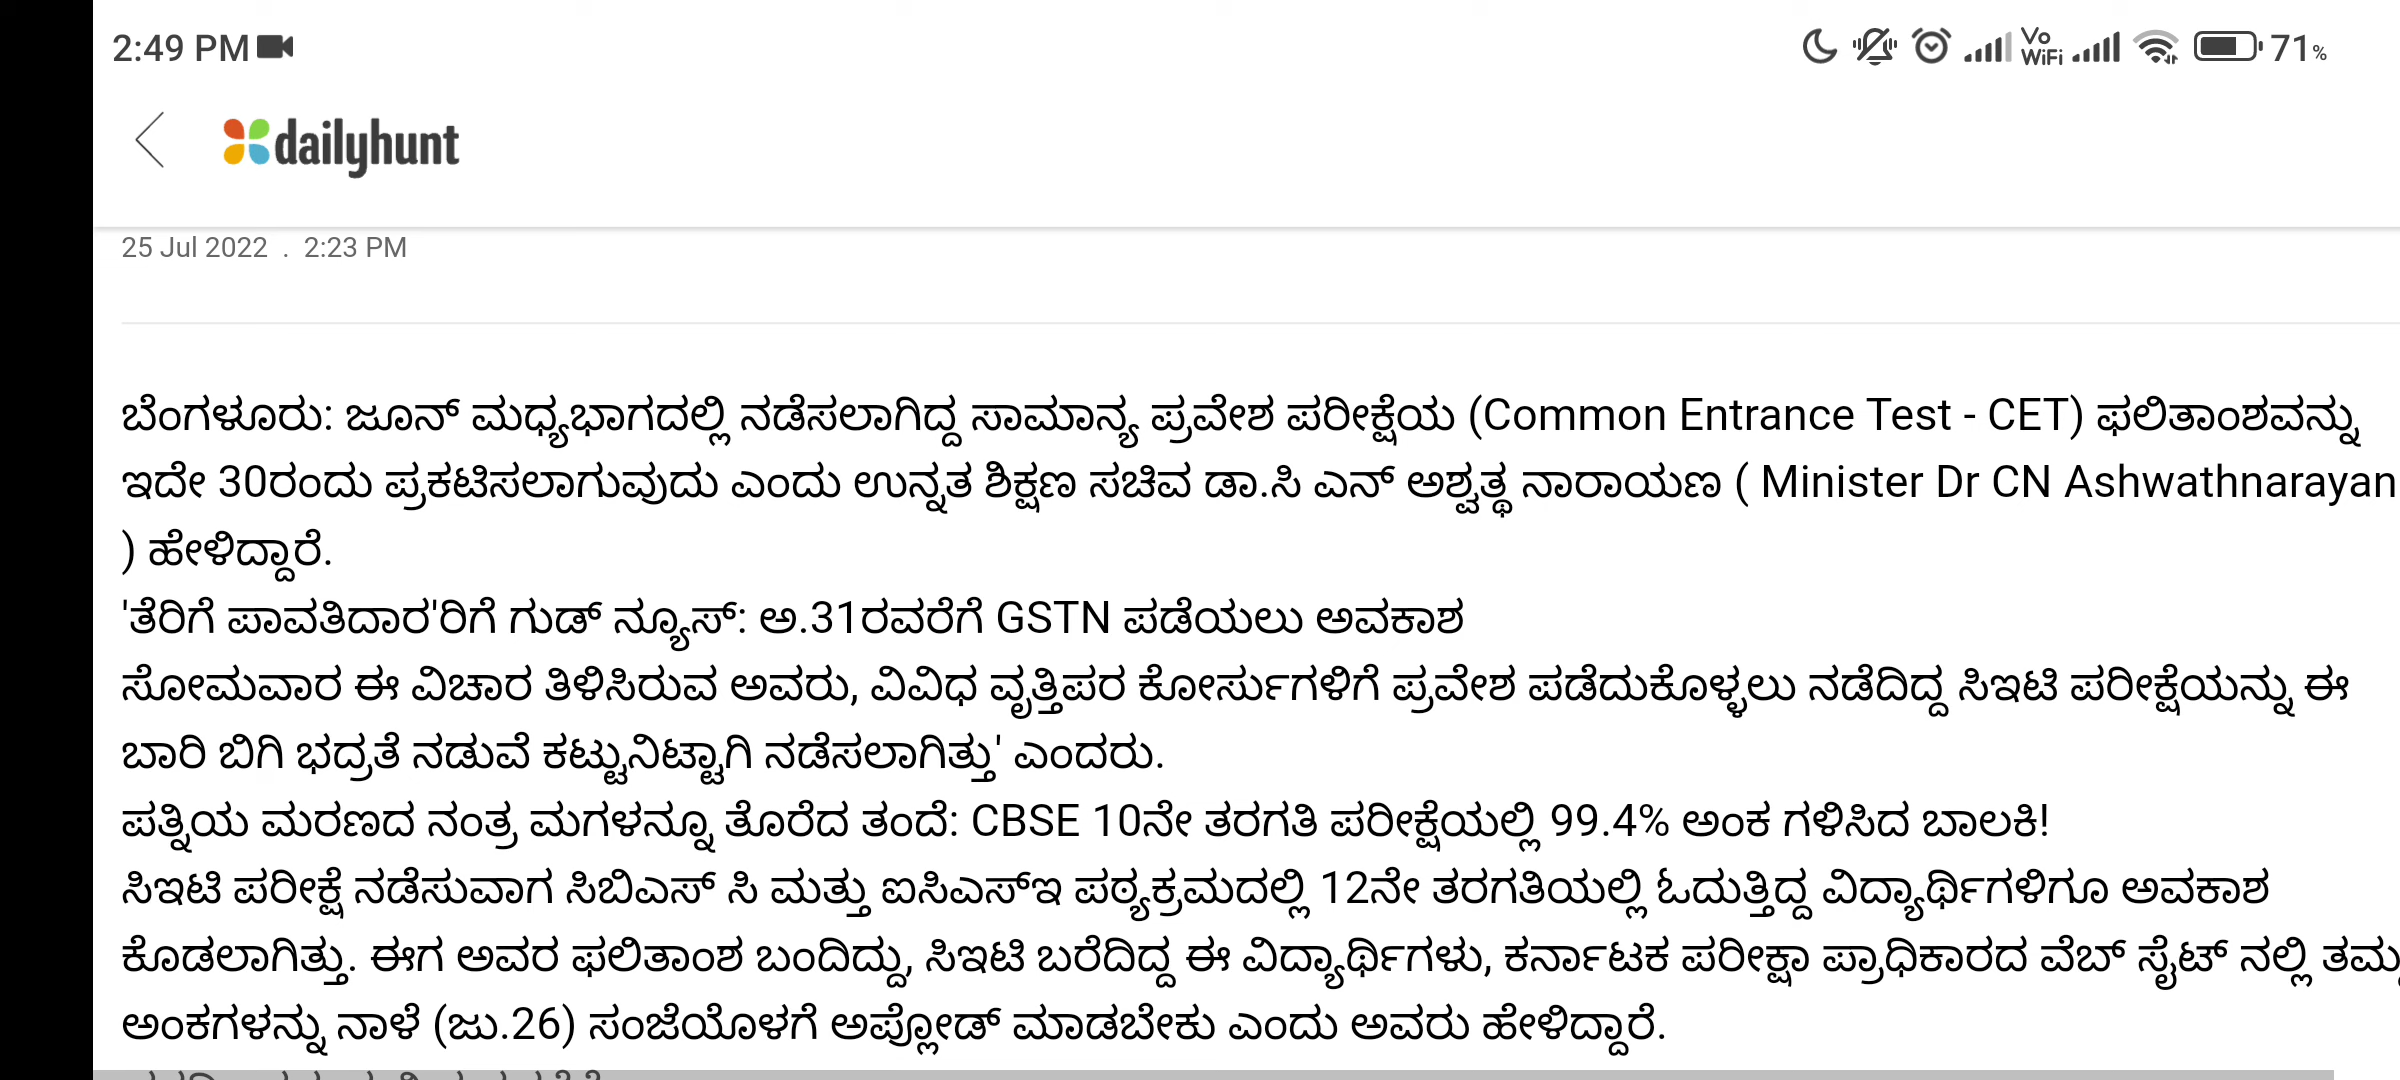 2:49 PM
Vo
WiFi
71%
dailyhunt
25 Jul 2022 . 2:23 PM
ಬೆಂಗಳೂರು: ಜೂನ್ ಮಧ್ಯಭಾಗದಲ್ಲಿ ನಡೆಸಲಾಗಿದ್ದ ಸಾಮಾನ್ಯ ಪ್ರವೇಶ ಪರೀಕ್ಷೆಯ (Common Entrance Test - CET) ಫಲಿತಾಂಶವನ್ನು
ಇದೇ 30ರಂದು ಪ್ರಕಟಿಸಲಾಗುವುದು ಎಂದು ಉನ್ನತ ಶಿಕ್ಷಣ ಸಚಿವ ಡಾ.ಸಿ ಎನ್ ಅಶ್ವತ್ಥ ನಾರಾಯಣ ( Minister Dr CN Ashwathnarayan
) ಹೇಳಿದ್ದಾರೆ.
'ತೆರಿಗೆ ಪಾವತಿದಾರ'ರಿಗೆ ಗುಡ್ ನ್ಯೂಸ್: ಅ.31ರವರೆಗೆ GSTN ಪಡೆಯಲು ಅವಕಾಶ
ಸೋಮವಾರ ಈ ವಿಚಾರ ತಿಳಿಸಿರುವ ಅವರು, ವಿವಿಧ ವೃತ್ತಿಪರ ಕೋರ್ಸುಗಳಿಗೆ ಪ್ರವೇಶ ಪಡೆದುಕೊಳ್ಳಲು ನಡೆದಿದ್ದ ಸಿಇಟಿ ಪರೀಕ್ಷೆಯನ್ನು ಈ
ಬಾರಿ ಬಿಗಿ ಭದ್ರತೆ ನಡುವೆ ಕಟ್ಟುನಿಟ್ಟಾಗಿ ನಡೆಸಲಾಗಿತ್ತು' ಎಂದರು.
ಪತ್ನಿಯ ಮರಣದ ನಂತ್ರ ಮಗಳನ್ನೂ ತೊರೆದ ತಂದೆ: CBSE 10ನೇ ತರಗತಿ ಪರೀಕ್ಷೆಯಲ್ಲಿ 99.4% ಅಂಕ ಗಳಿಸಿದ ಬಾಲಕಿ!
ಸಿಇಟಿ ಪರೀಕ್ಷೆ ನಡೆಸುವಾಗ ಸಿಬಿಎಸ್ ಸಿ ಮತ್ತು ಐಸಿಎಸ್ಇ ಪಠ್ಯಕ್ರಮದಲ್ಲಿ 12ನೇ ತರಗತಿಯಲ್ಲಿ ಓದುತ್ತಿದ್ದ ವಿದ್ಯಾರ್ಥಿಗಳಿಗೂ ಅವಕಾಶ
ಕೊಡಲಾಗಿತ್ತು. ಈಗ ಅವರ ಫಲಿತಾಂಶ ಬಂದಿದ್ದು, ಸಿಇಟಿ ಬರೆದಿದ್ದ ಈ ವಿದ್ಯಾರ್ಥಿಗಳು, ಕರ್ನಾಟಕ ಪರೀಕ್ಷಾ ಪ್ರಾಧಿಕಾರದ ವೆಬ್ ಸೈಟ್ ನಲ್ಲಿ ತಮ್ಮ
ಅಂಕಗಳನ್ನು ನಾಳೆ (ಜು.26) ಸಂಜೆಯೊಳಗೆ ಅಪ್ಲೋಡ್ ಮಾಡಬೇಕು ಎಂದು ಅವರು ಹೇಳಿದ್ದಾರೆ.